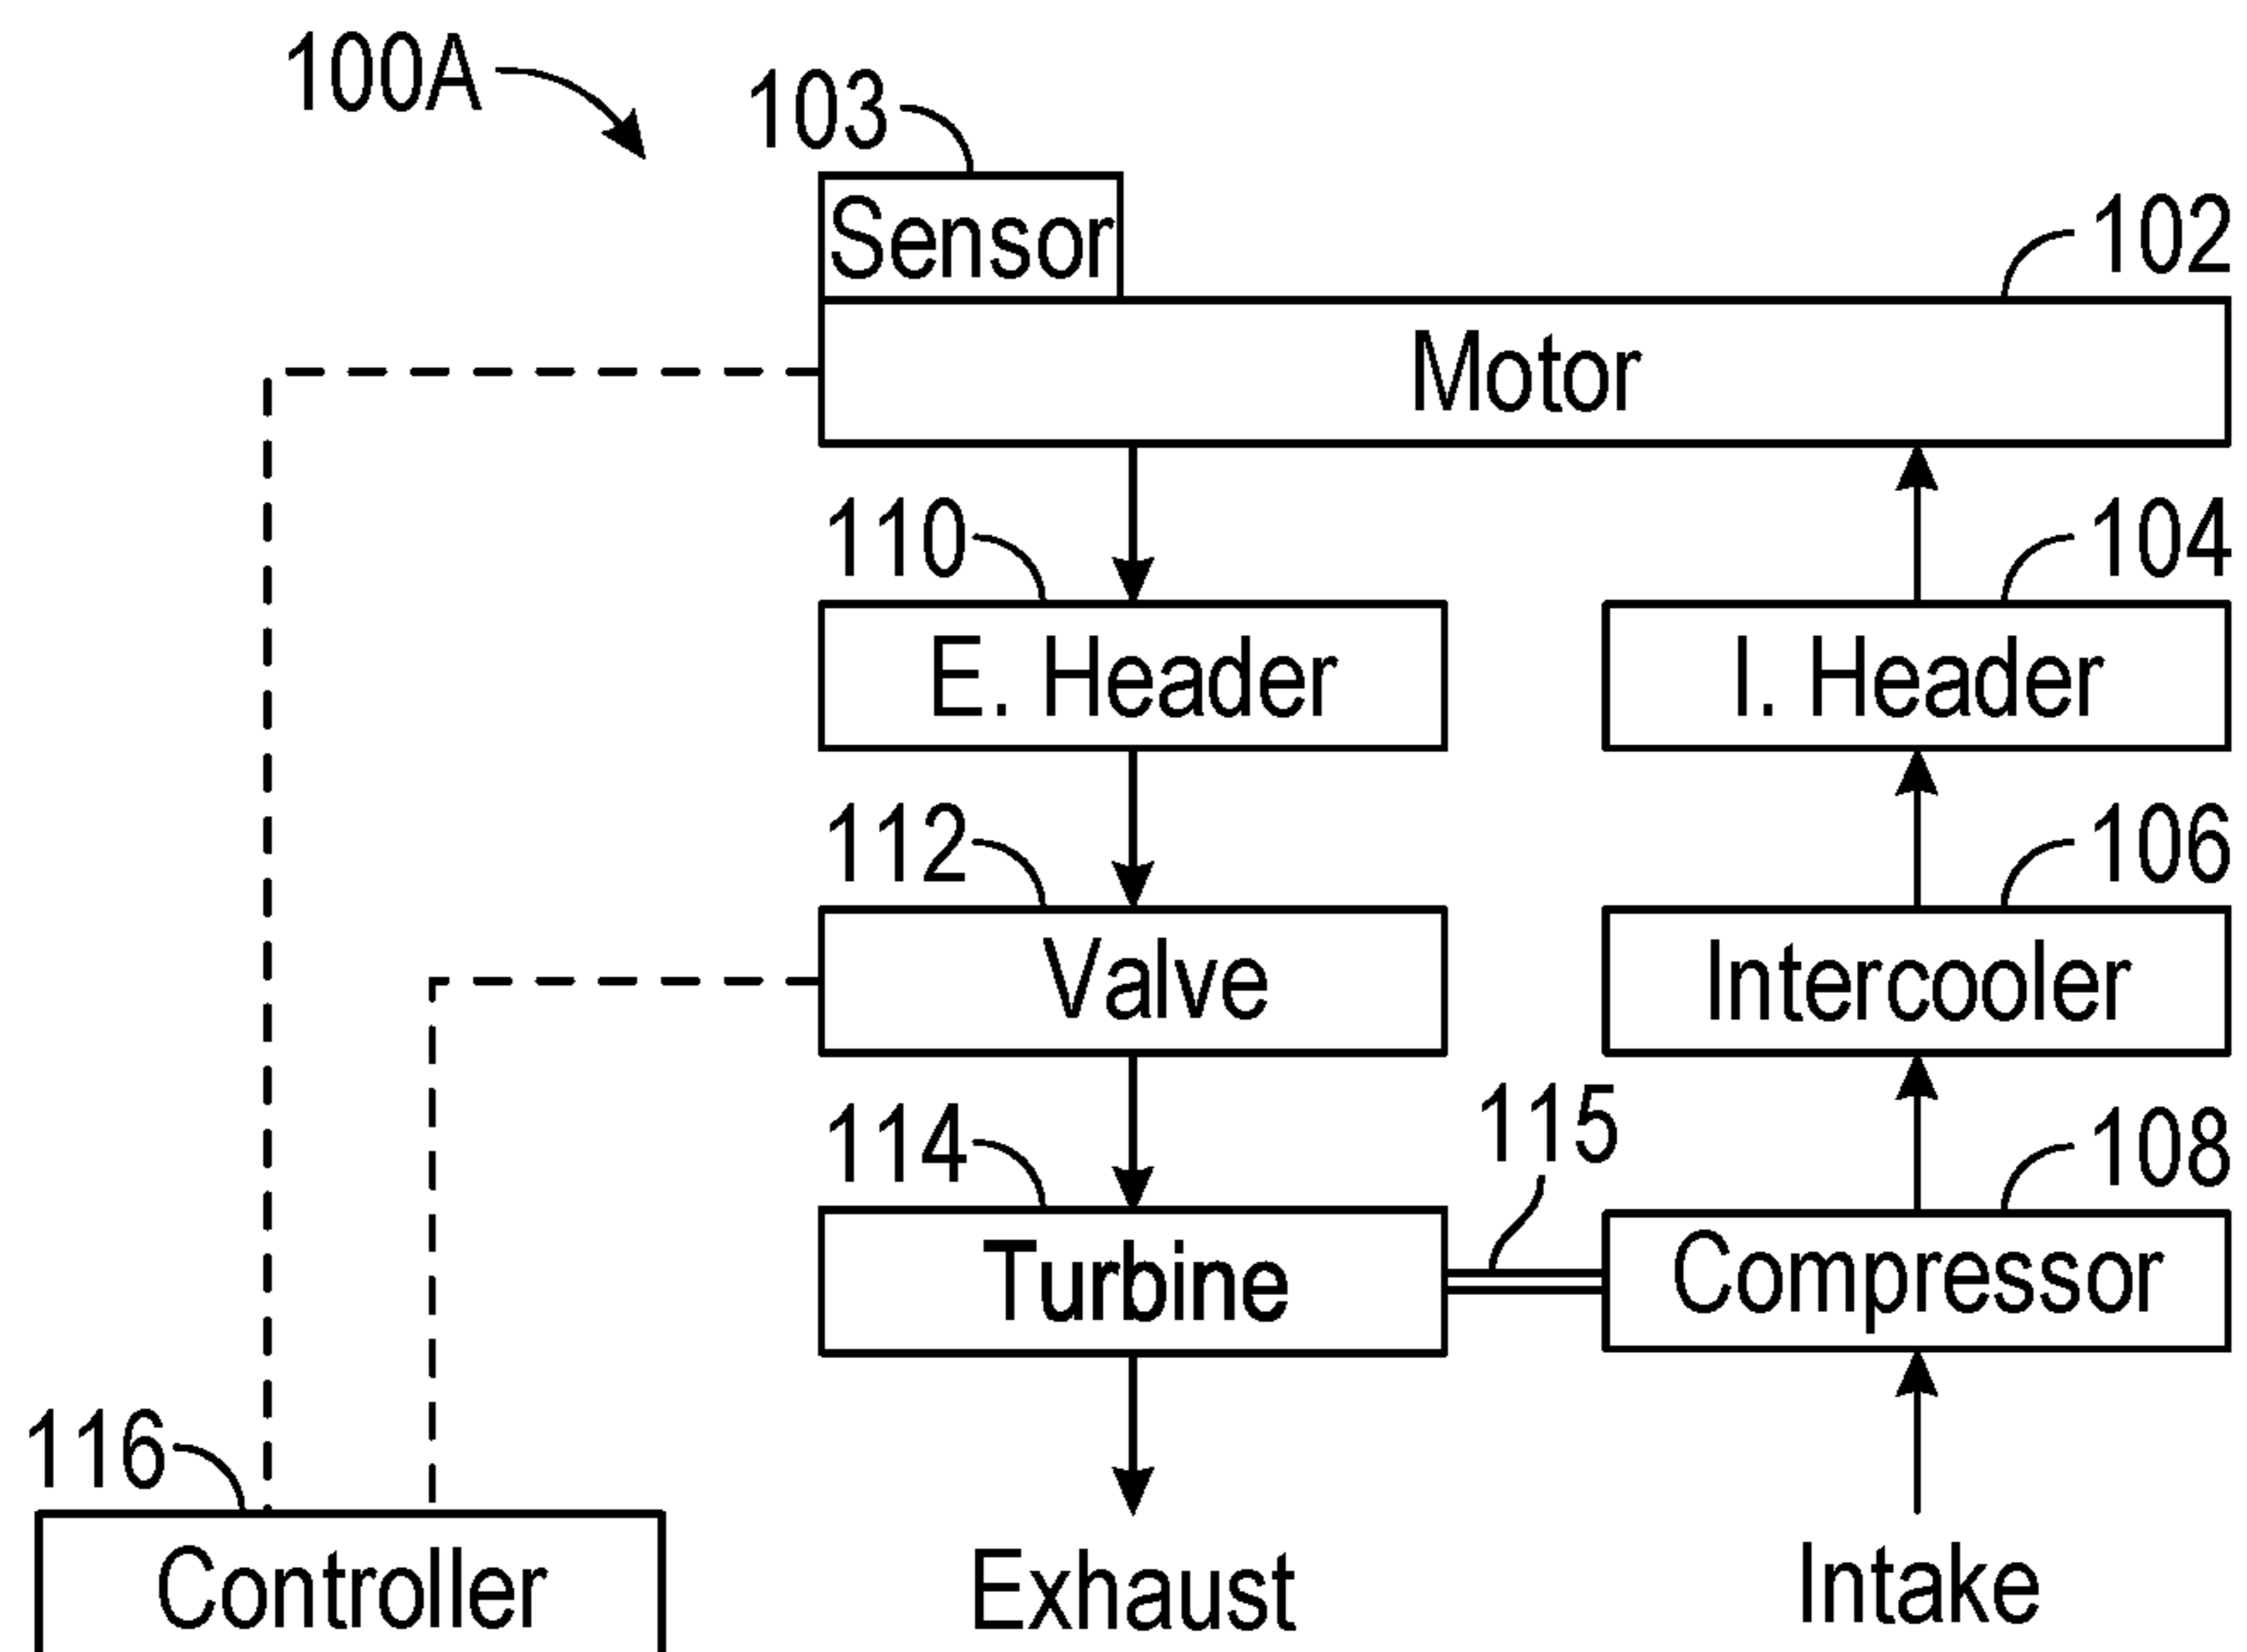 100A
103
Sensor
102
Motor
110
104
E. Header
I. Header
112
106
Valve
Intercooler
114
115
108
Turbine
Compressor
116
Controller
Exhaust
Intake